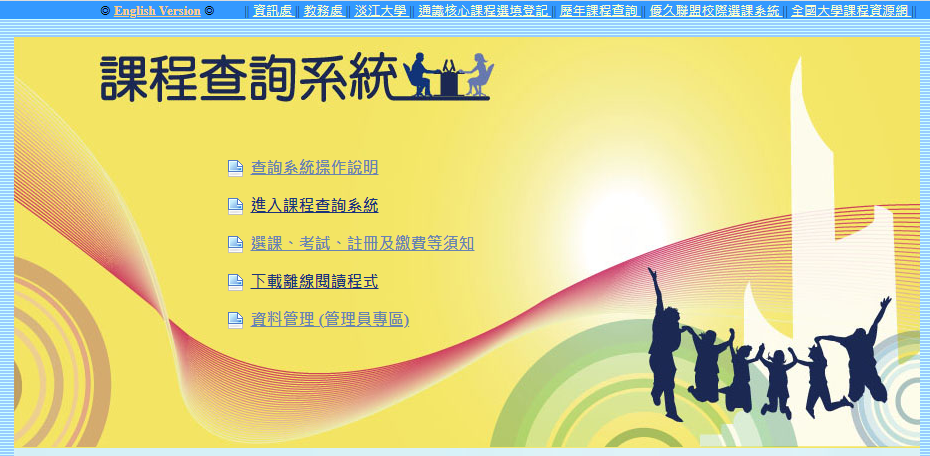 © English Version © || 資訊處 || 教務處 || 淡江大學 || 通識核心課程選填登記 || 歷年課程查詢 || 優久聯盟校際選課系統 || 全國大學課程資源網 ||
課程查詢系統
查詢系統操作說明
進入課程查詢系統
選課、考試、註冊及繳費等須知
下載離線閱讀程式
資料管理 (管理員專區)